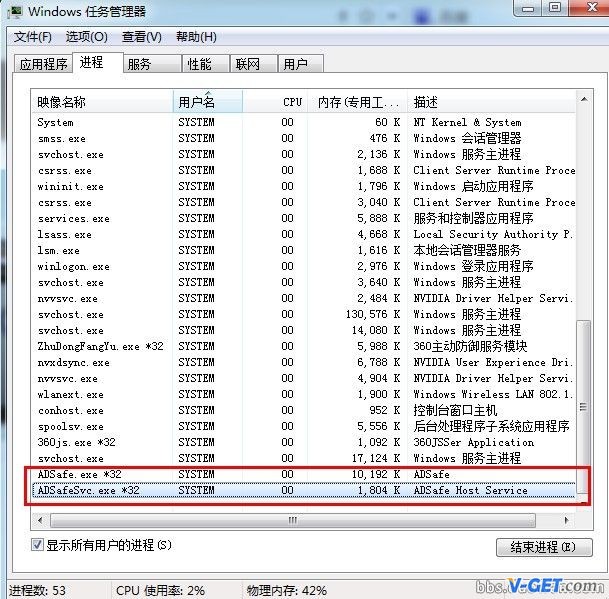 Windows 任务管理器
文件(F) 选项(O) 查看(V) 帮助(H)
应用程序 进程 服务 性能 联网 用户
映像名称 用户名 CPU 内存(专用工... 描述
System SYSTEM 00 60 K NT Kernel & System
smss.exe SYSTEM 00 476 K Windows 会话管理器
svchost.exe SYSTEM 00 2,136 K Windows 服务主进程
csrss.exe SYSTEM 00 1,688 K Client Server Runtime Proce
wininit.exe SYSTEM 00 1,796 K Windows 启动应用程序
csrss.exe SYSTEM 00 3,040 K Client Server Runtime Proce
services.exe SYSTEM 00 5,888 K 服务和控制器应用程序
lsass.exe SYSTEM 00 4,668 K Local Security Authority P.
lsm.exe SYSTEM 00 1,616 K 本地会话管理器服务
winlogon.exe SYSTEM 00 2,976 K Windows 登录应用程序
svchost.exe SYSTEM 00 3,640 K Windows 服务主进程
nvvsvc.exe SYSTEM 00 2,484 K NVIDIA Driver Helper Servi.
svchost.exe SYSTEM 00 130,576 K Windows 服务主进程
svchost.exe SYSTEM 00 14,080 K Windows 服务主进程
ZhuDongFangYu.exe *32 SYSTEM 00 5,988 K 360主动防御服务模块
nvxdsync.exe SYSTEM 00 6,788 K NVIDIA User Experience Dri.
nvvsvc.exe SYSTEM 00 4,904 K NVIDIA Driver Helper Servi.
wlanext.exe SYSTEM 00 1,900 K Windows Wireless LAN 802.1.
conhost.exe SYSTEM 00 952 K 控制台窗口主机
spoolsv.exe SYSTEM 00 5,556 K 后台处理程序子系统应用程序
360js.exe *32 SYSTEM 00 1,092 K 360JSSer Application
svchost.exe SYSTEM 00 17,124 K Windows 服务主进程
ADSafe.exe *32 SYSTEM 00 10,192 K ADSafe
ADSafeSvc.exe *32 SYSTEM 00 1,804 K ADSafe Host Service
显示所有用户的进程(S) 结束进程(E)
进程数: 53 CPU 使用率: 2% 物理内存: 42%
V-GET.com